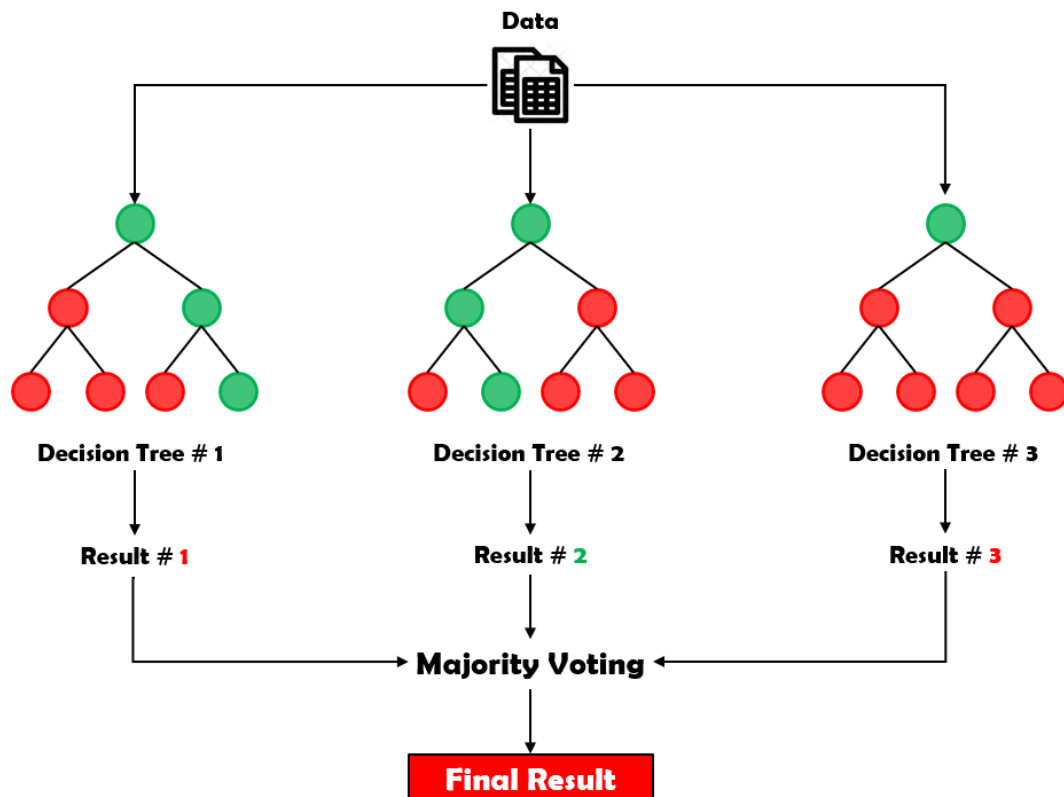 Data
Decision Tree # 1
Decision Tree # 2
Decision Tree # 3
Result # 1
Result # 2
Result # 3
Majority Voting
Final Result